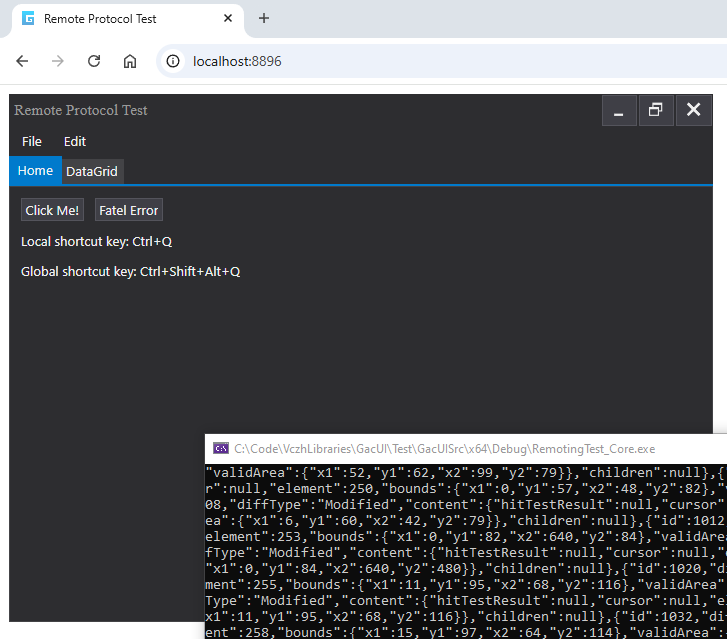 Remote Protocol Test
localhost:8896
Remote Protocol Test
File Edit
Home DataGrid
Click Me! Fatel Error
Local shortcut key: Ctrl+Q
Global shortcut key: Ctrl+Shift+Alt+Q
C:\Code\VczhLibraries\GacUI\Test\GacUISrc\x64\Debug\RemotingTest_Core.exe
"validArea":{"x1":52,"y1":62,"x2":99,"y2":79}},"children":null},{
r":null,"element":250,"bounds":{"x1":0,"y1":57,"x2":48,"y2":82},"
08,"diffType":"Modified","content":{"hitTestResult":null,"cursor"
ea":{"x1":6,"y1":60,"x2":42,"y2":79}},"children":null},{"id":1012
element":253,"bounds":{"x1":0,"y1":82,"x2":640,"y2":84},"validAre
fType":"Modified","content":{"hitTestResult":null,"cursor":null,"
x1":0,"y1":84,"x2":640,"y2":480}},"children":null},{"id":1020,"di
ment":255,"bounds":{"x1":11,"y1":95,"x2":68,"y2":116},"validArea"
Type":"Modified","content":{"hitTestResult":null,"cursor":null,"e
x1":11,"y1":95,"x2":68,"y2":116}},"children":null},{"id":1032,"di
ent":258,"bounds":{"x1":15,"y1":97,"x2":64,"y2":114},"validArea":